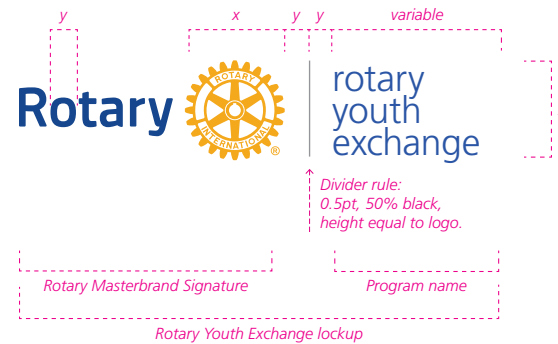 y
x
y
y
variable
Rotary
ROTARY
INTERNATIONAL
®
rotary
youth
exchange
Divider rule:
0.5pt, 50% black,
height equal to logo.
Rotary Masterbrand Signature
Program name
Rotary Youth Exchange lockup